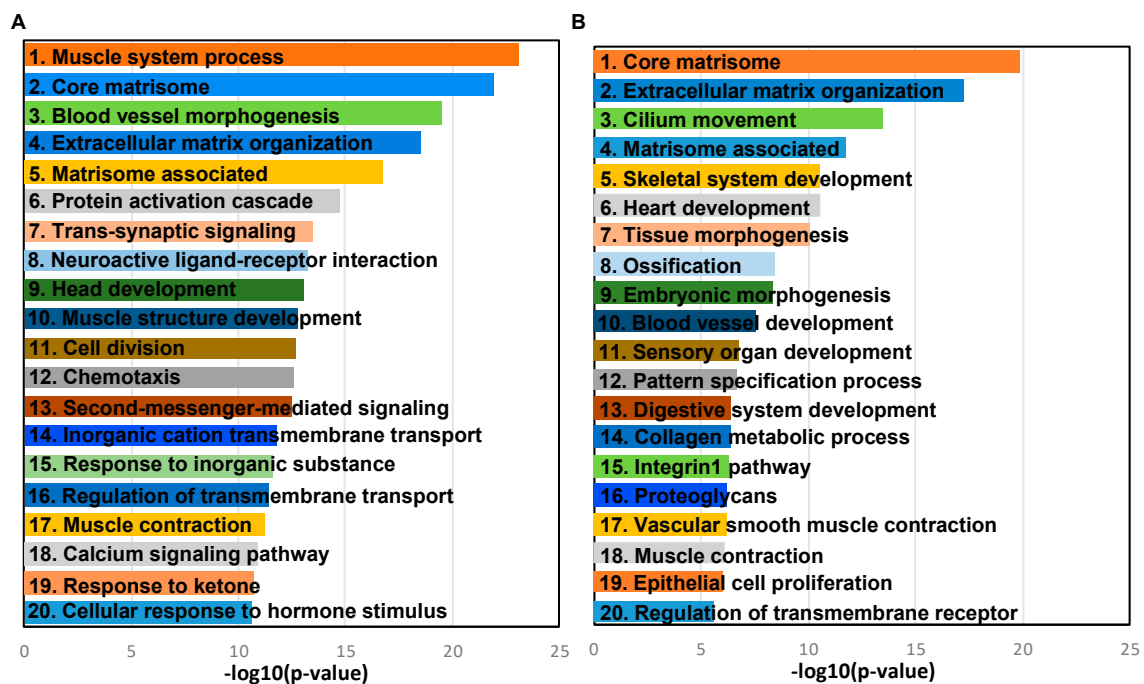 A
1. Muscle system process
2. Core matrisome
3. Blood vessel morphogenesis
4. Extracellular matrix organization
5. Matrisome associated
6. Protein activation cascade
7. Trans-synaptic signaling
8. Neuroactive ligand-receptor interaction
9. Head development
10. Muscle structure development
11. Cell division
12. Chemotaxis
13. Second-messenger-mediated signaling
14. Inorganic cation transmembrane transport
15. Response to inorganic substance
16. Regulation of transmembrane transport
17. Muscle contraction
18. Calcium signaling pathway
19. Response to ketone
20. Cellular response to hormone stimulus
0 5 10 15 20 25
-log10(p-value)
B
1. Core matrisome
2. Extracellular matrix organization
3. Cilium movement
4. Matrisome associated
5. Skeletal system development
6. Heart development
7. Tissue morphogenesis
8. Ossification
9. Embryonic morphogenesis
10. Blood vessel development
11. Sensory organ development
12. Pattern specification process
13. Digestive system development
14. Collagen metabolic process
15. Integrin1 pathway
16. Proteoglycans
17. Vascular smooth muscle contraction
18. Muscle contraction
19. Epithelial cell proliferation
20. Regulation of transmembrane receptor
0 5 10 15 20 25
-log10(p-value)